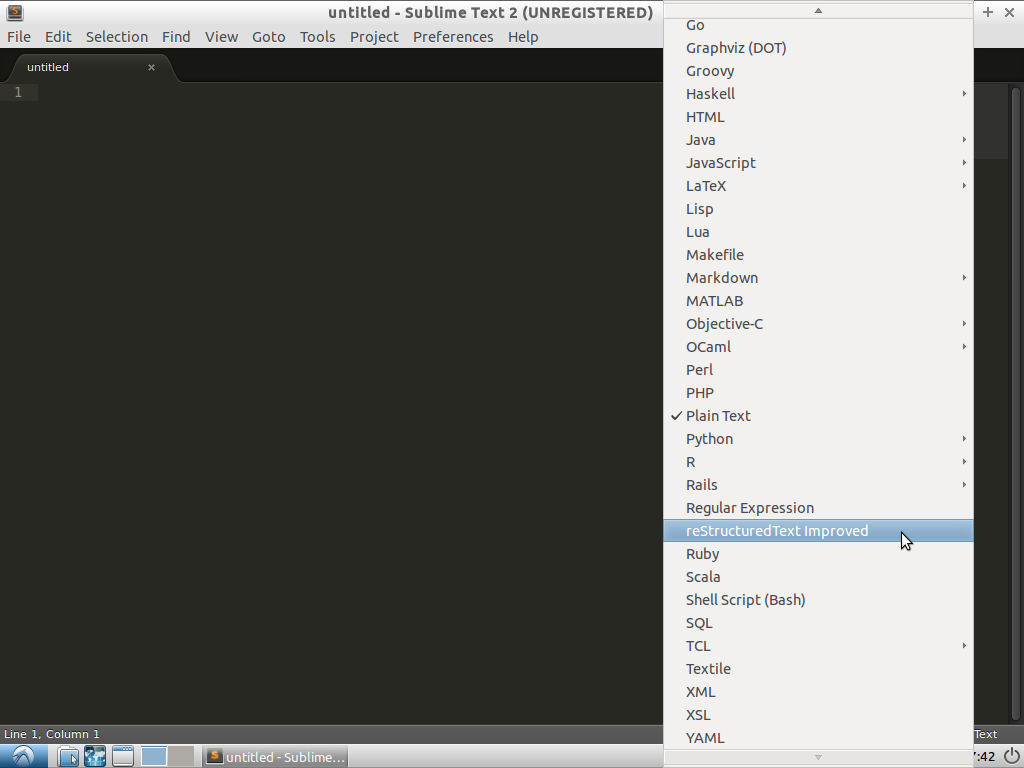 untitled - Sublime Text 2 (UNREGISTERED)
File Edit Selection Find View Goto Tools Project Preferences Help
untitled
1
Go
Graphviz (DOT)
Groovy
Haskell
HTML
Java
JavaScript
LaTeX
Lisp
Lua
Makefile
Markdown
MATLAB
Objective-C
OCaml
Perl
PHP
Plain Text
Python
R
Rails
Regular Expression
reStructuredText Improved
Ruby
Scala
Shell Script (Bash)
SQL
TCL
Textile
XML
XSL
YAML
Line 1, Column 1
Text
untitled - Sublime...
:42